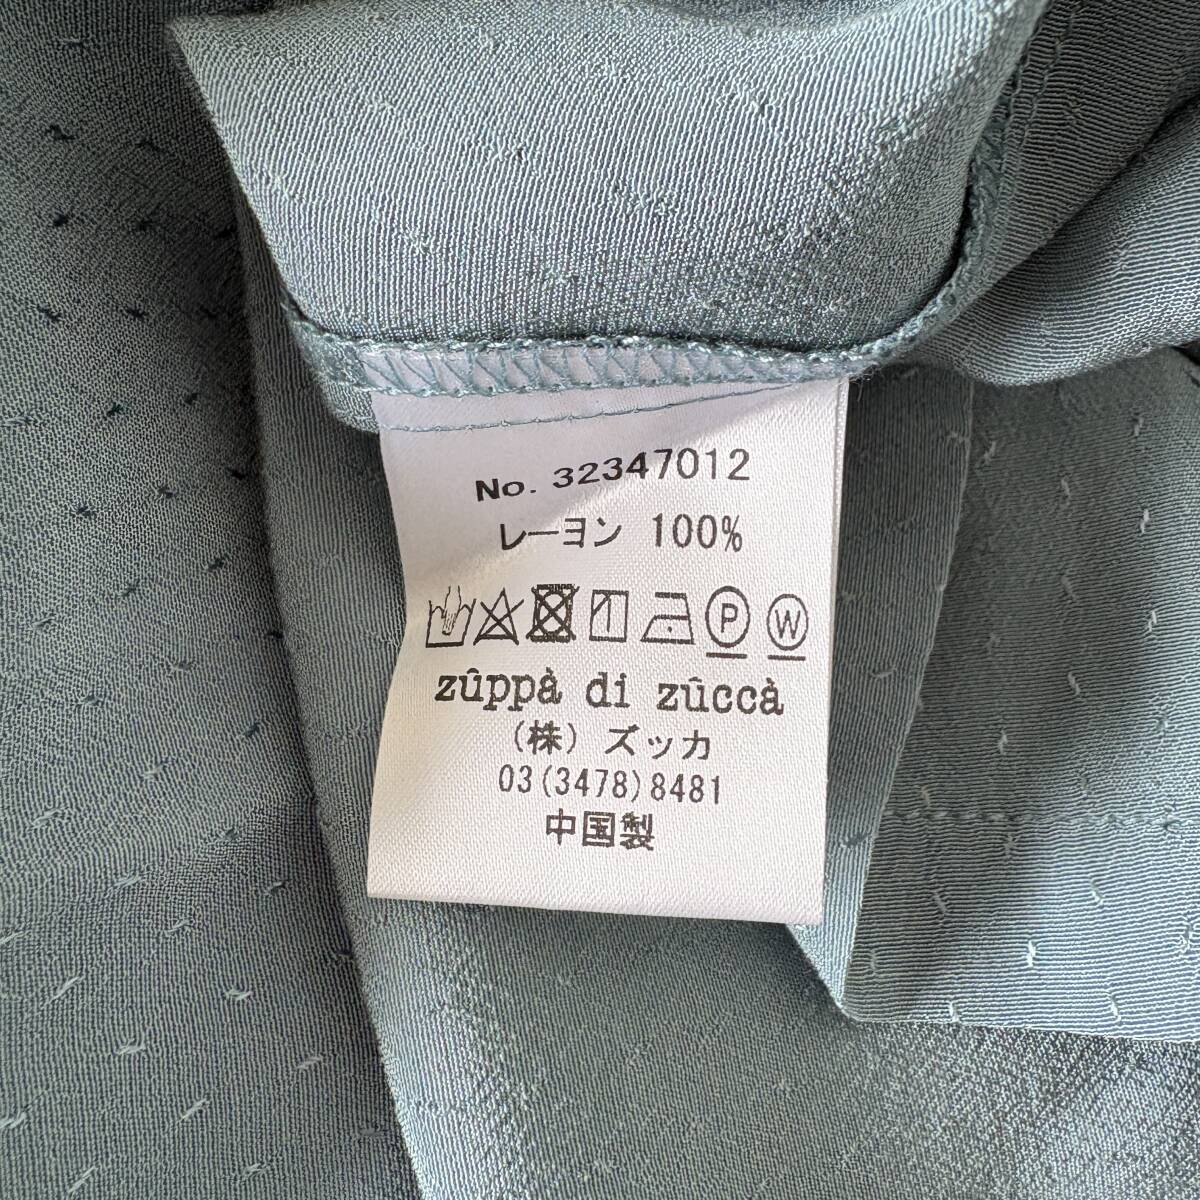 No. 32347012
レーヨン 100%
P W
zûppà di zûccà
(株) ズッカ
03(3478)8481
中国製